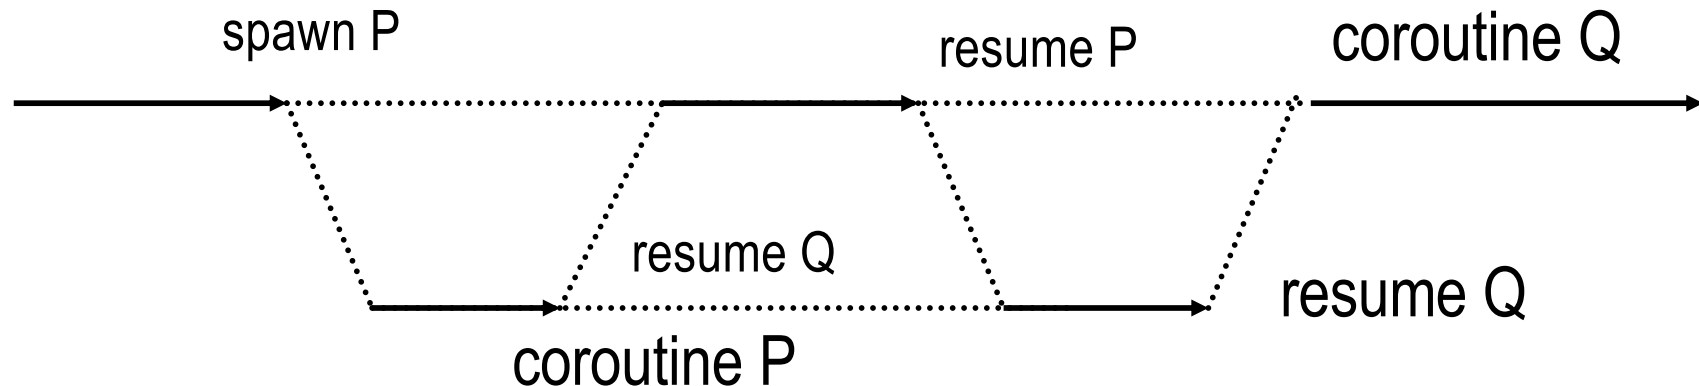 spawn P
resume P
coroutine Q
resume Q
resume Q
coroutine P